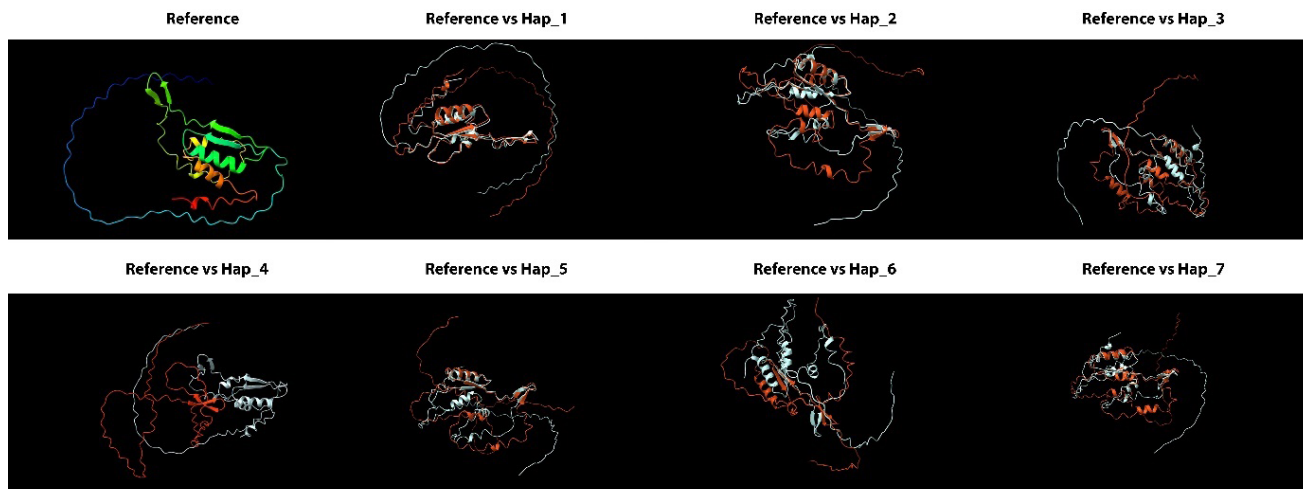 Reference
Reference vs Hap_1
Reference vs Hap_2
Reference vs Hap_3
Reference vs Hap_4
Reference vs Hap_5
Reference vs Hap_6
Reference vs Hap_7